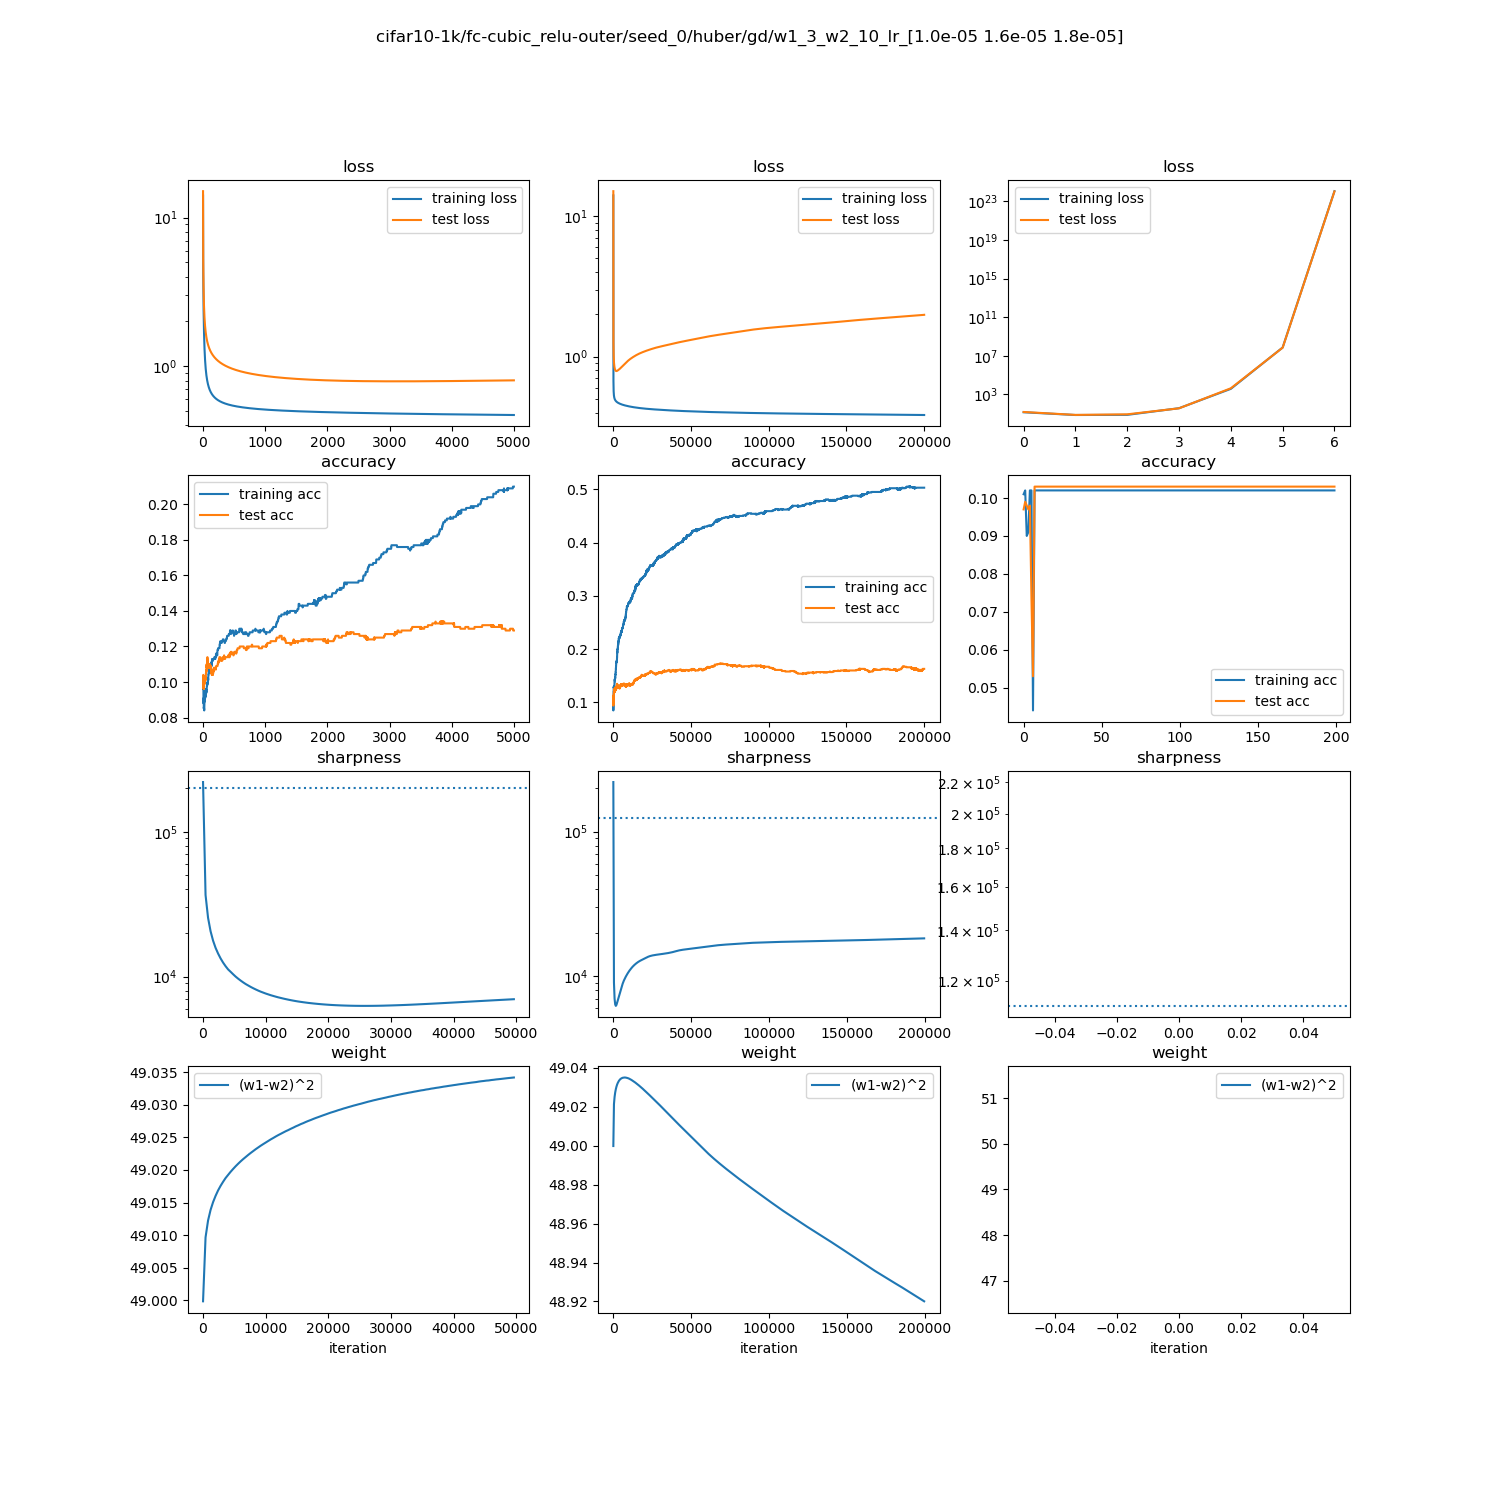 cifar10-1k/fc-cubic_relu-outer/seed_0/huber/gd/w1_3_w2_10_lr_[1.0e-05 1.6e-05 1.8e-05]
loss
training loss
test loss
10^1
10^0
0 1000 2000 3000 4000 5000
loss
training loss
test loss
10^1
10^0
0 50000 100000 150000 200000
loss
training loss
test loss
10^23
10^19
10^15
10^11
10^7
10^3
0 1 2 3 4 5 6
accuracy
training acc
test acc
0.20
0.18
0.16
0.14
0.12
0.10
0.08
0 1000 2000 3000 4000 5000
accuracy
0.5
0.4
0.3
0.2
0.1
training acc
test acc
0 50000 100000 150000 200000
accuracy
0.10
0.09
0.08
0.07
0.06
0.05
training acc
test acc
0 50 100 150 200
sharpness
10^5
10^4
0 10000 20000 30000 40000 50000
sharpness
10^5
10^4
0 50000 100000 150000 200000
sharpness
2.2 × 10^5
2 × 10^5
1.8 × 10^5
1.6 × 10^5
1.4 × 10^5
1.2 × 10^5
−0.04 −0.02 0.00 0.02 0.04
weight
(w1-w2)^2
49.035
49.030
49.025
49.020
49.015
49.010
49.005
49.000
0 10000 20000 30000 40000 50000
iteration
weight
(w1-w2)^2
49.04
49.02
49.00
48.98
48.96
48.94
48.92
0 50000 100000 150000 200000
iteration
weight
(w1-w2)^2
51
50
49
48
47
−0.04 −0.02 0.00 0.02 0.04
iteration